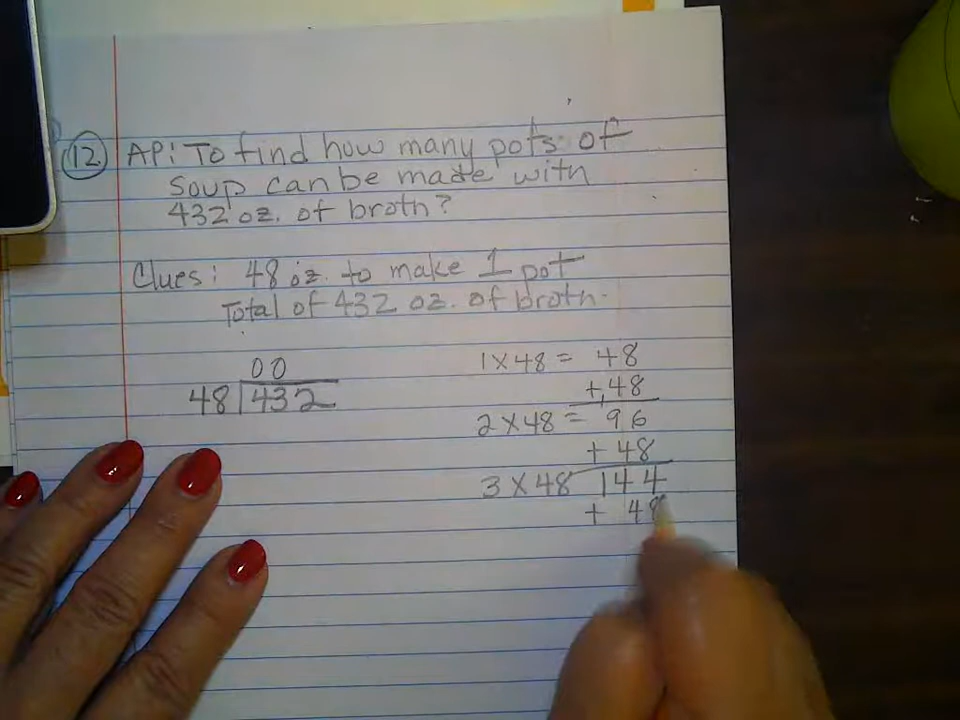 12 AP: To find how many pots of
soup can be made with
432 oz. of broth?
Clues: 48 oz. to make 1 pot
Total of 432 oz. of broth.
00
48 432
1 x 48 = 48
+48
2 x 48 = 96
+ 48
3 x 48 144
+ 48